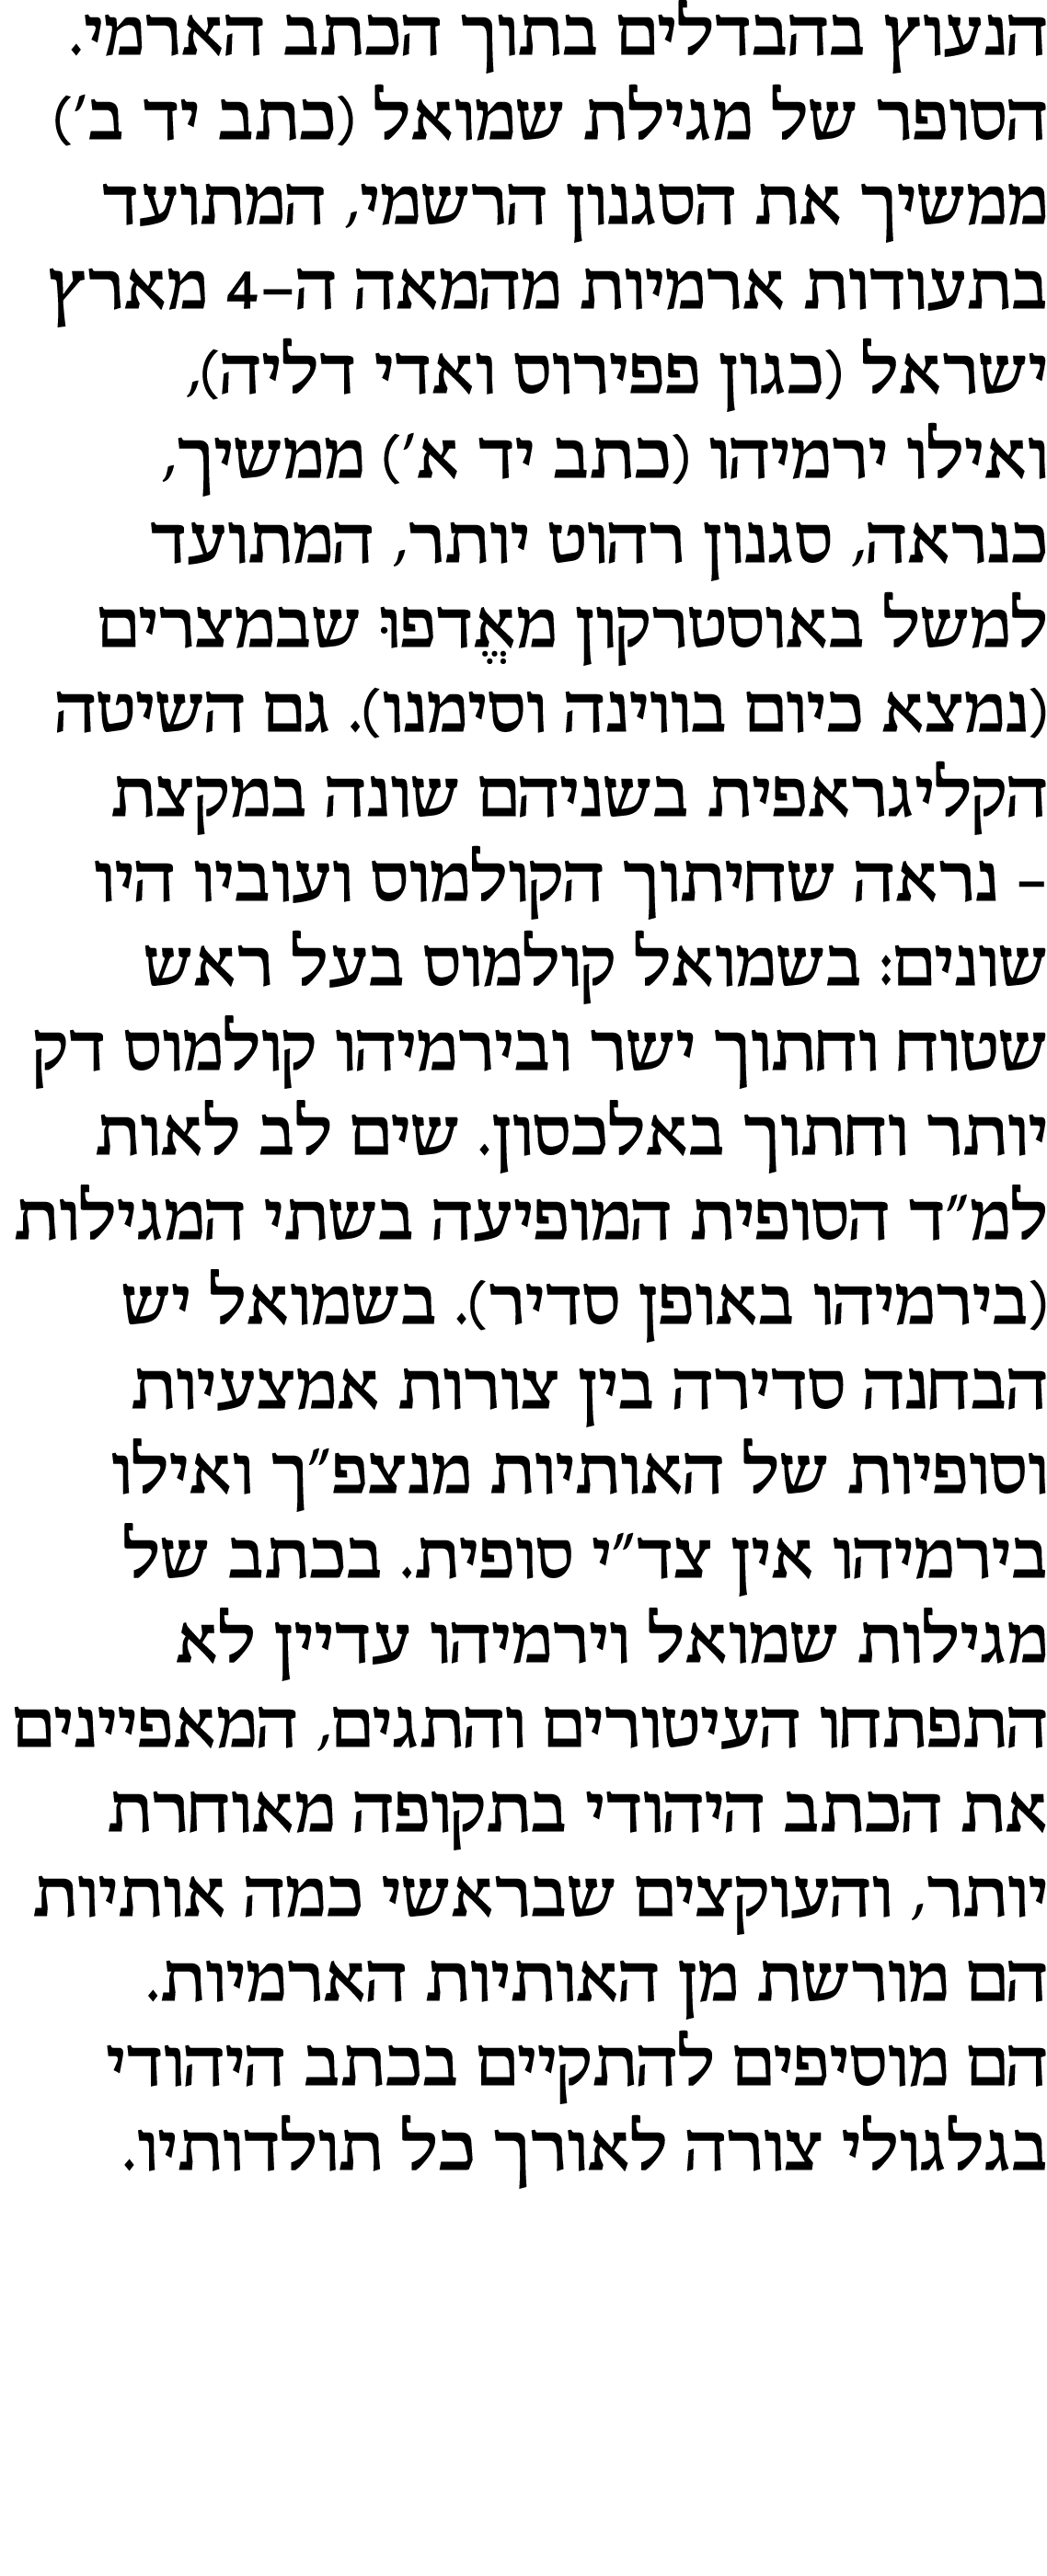 הנעוץ בהבדלים בתוך הכתב הארמי.
הסופר של מגילת שמואל (כתב יד ב׳)
ממשיך את הסגנון הרשמי, המתועד
בתעודות ארמיות מהמאה ה–4 מארץ
ישראל (כגון פפירוס ואדי דליה),
ואילו ירמיהו (כתב יד א׳) ממשיך,
כנראה, סגנון רהוט יותר, המתועד
למשל באוסטרקון מאֱדפוּ שבמצרים
(נמצא כיום בווינה וסימנו). גם השיטה
הקליגראפית בשניהם שונה במקצת
– נראה שחיתוך הקולמוס ועוביו היו
שונים: בשמואל קולמוס בעל ראש
שטוח וחתוך ישר ובירמיהו קולמוס דק
יותר וחתוך באלכסון. שים לב לאות
למ״ד הסופית המופיעה בשתי המגילות
(בירמיהו באופן סדיר). בשמואל יש
הבחנה סדירה בין צורות אמצעיות
וסופיות של האותיות מנצפ״ך ואילו
בירמיהו אין צד״י סופית. בכתב של
מגילות שמואל וירמיהו עדיין לא
התפתחו העיטורים והתגים, המאפיינים
את הכתב היהודי בתקופה מאוחרת
יותר, והעוקצים שבראשי כמה אותיות
הם מורשת מן האותיות הארמיות.
הם מוסיפים להתקיים בכתב היהודי
בגלגולי צורה לאורך כל תולדותיו.